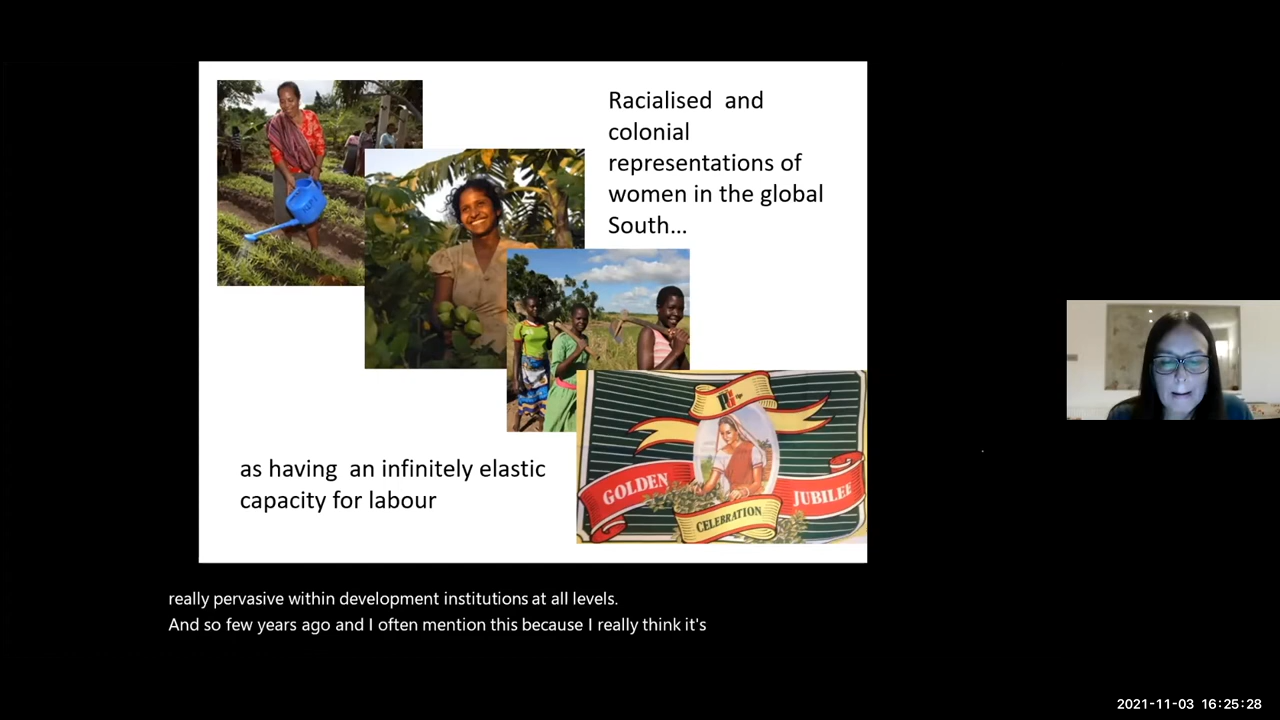 Racialised and
colonial
representations of
women in the global
South...
as having an infinitely elastic
capacity for labour
GOLDEN
JUBILEE
CELEBRATION
really pervasive within development institutions at all levels.
And so few years ago and I often mention this because I really think it's
2021-11-03 16:25:28